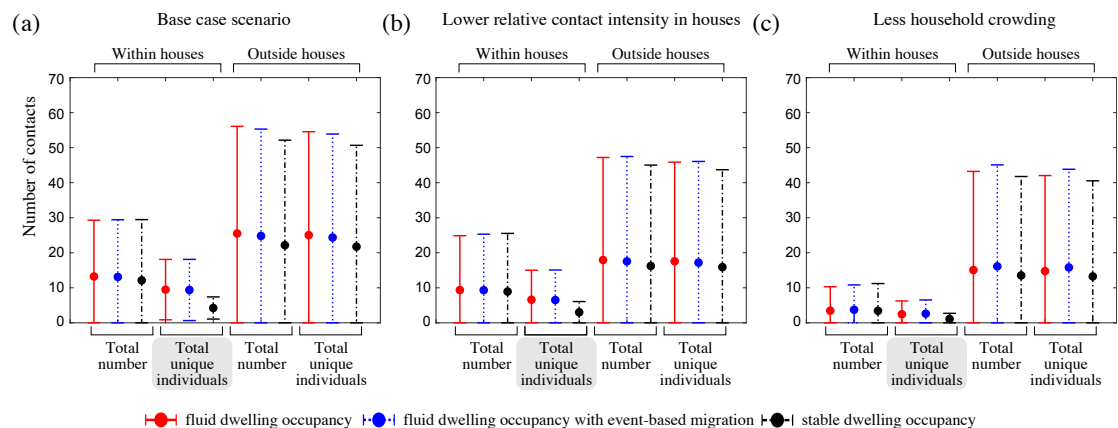 (a)
Base case scenario
Within houses
Outside houses
Number of contacts
70
60
50
40
30
20
10
0
Total number
Total unique individuals
Total number
Total unique individuals
(b)
Lower relative contact intensity in houses
Within houses
Outside houses
70
60
50
40
30
20
10
0
Total number
Total unique individuals
Total number
Total unique individuals
(c)
Less household crowding
Within houses
Outside houses
70
60
50
40
30
20
10
0
Total number
Total unique individuals
Total number
Total unique individuals
fluid dwelling occupancy
fluid dwelling occupancy with event-based migration
stable dwelling occupancy